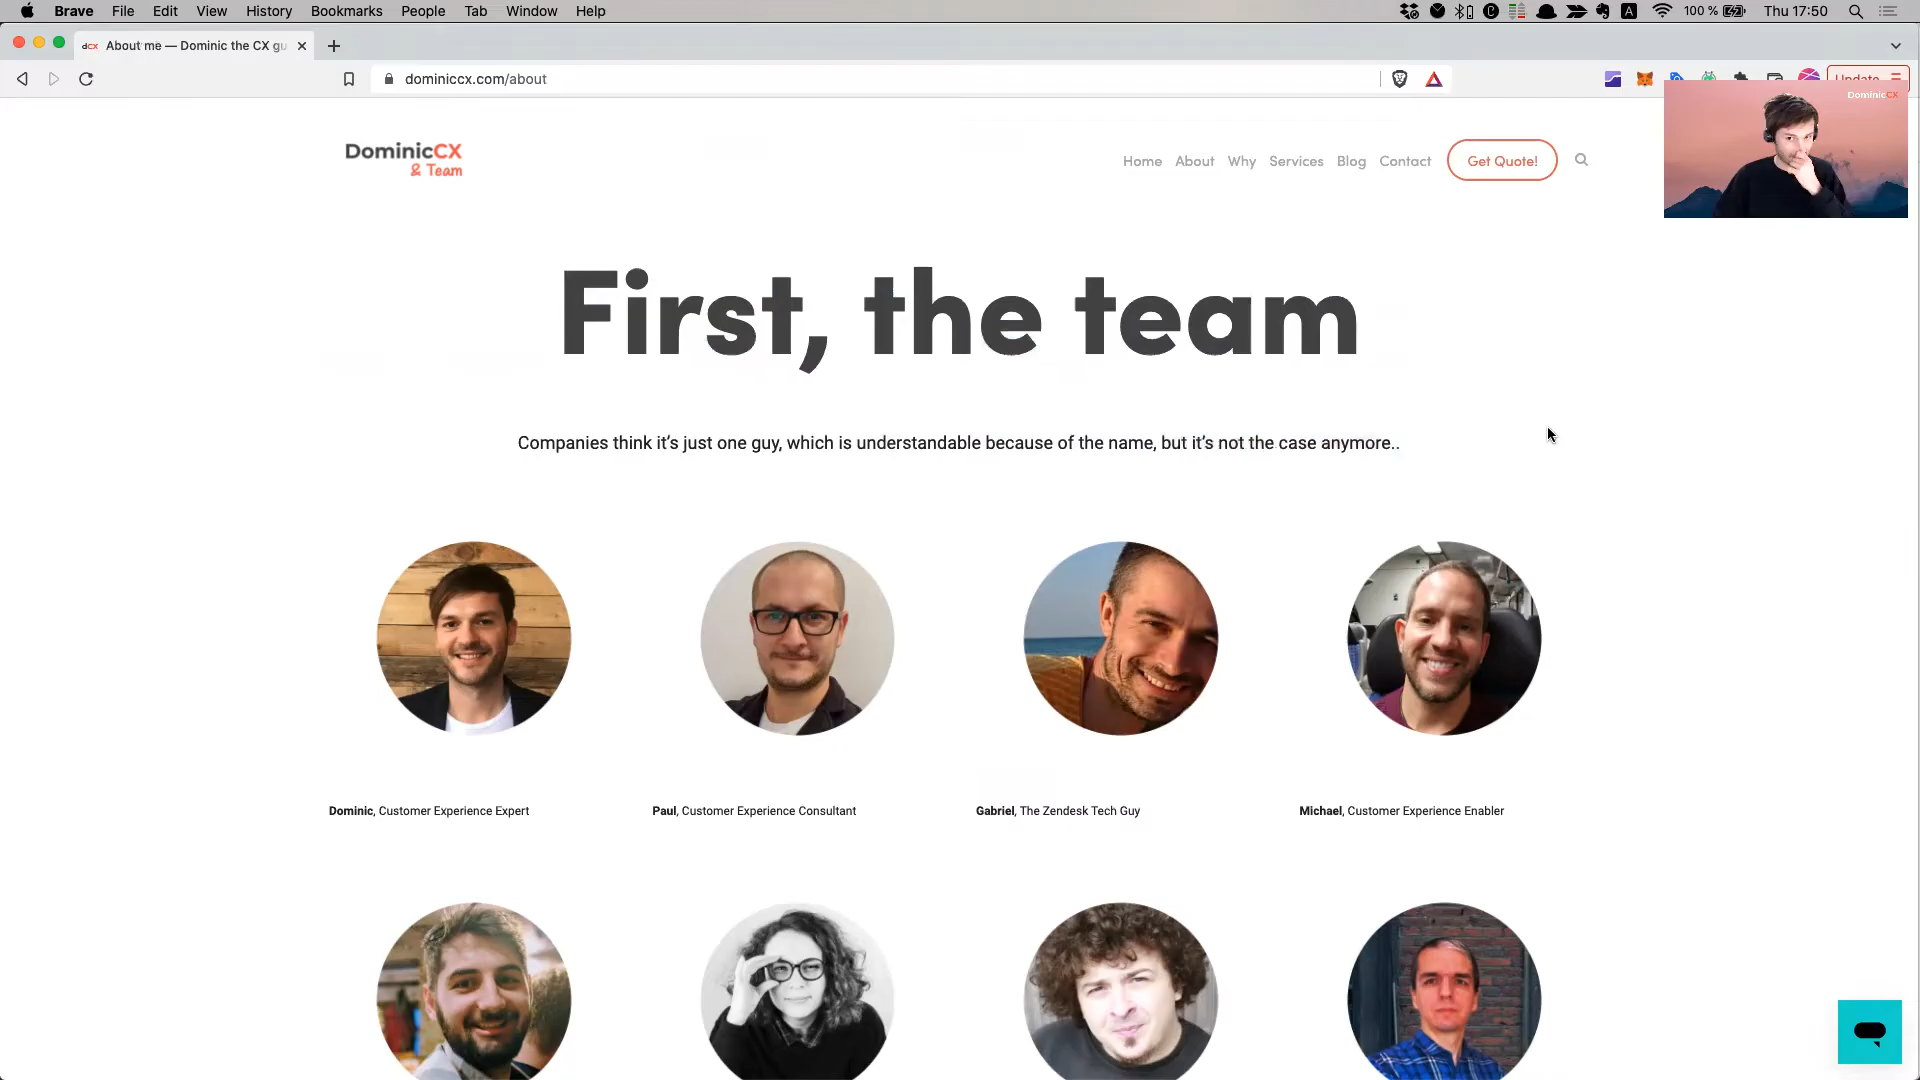 Brave File Edit View History Bookmarks People Tab Window Help
100 % Thu 17:50
dcx About me — Dominic the CX gu
dominiccx.com/about
Update
DominicCX
DominicCX
& Team
Home About Why Services Blog Contact Get Quote!
First, the team
Companies think it’s just one guy, which is understandable because of the name, but it’s not the case anymore..
Dominic, Customer Experience Expert
Paul, Customer Experience Consultant
Gabriel, The Zendesk Tech Guy
Michael, Customer Experience Enabler